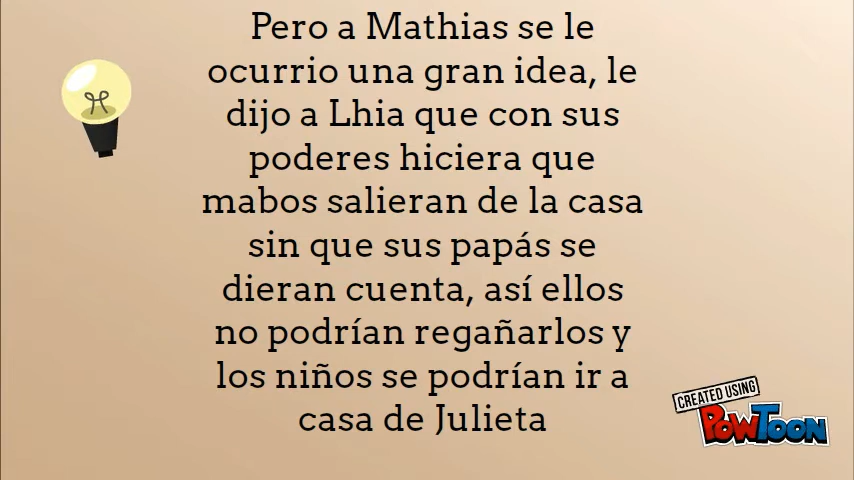 Pero a Mathias se le
ocurrio una gran idea, le
dijo a Lhia que con sus
poderes hiciera que
mabos salieran de la casa
sin que sus papás se
dieran cuenta, así ellos
no podrían regañarlos y
los niños se podrían ir a
casa de Julieta
CREATED USING
POWTOON